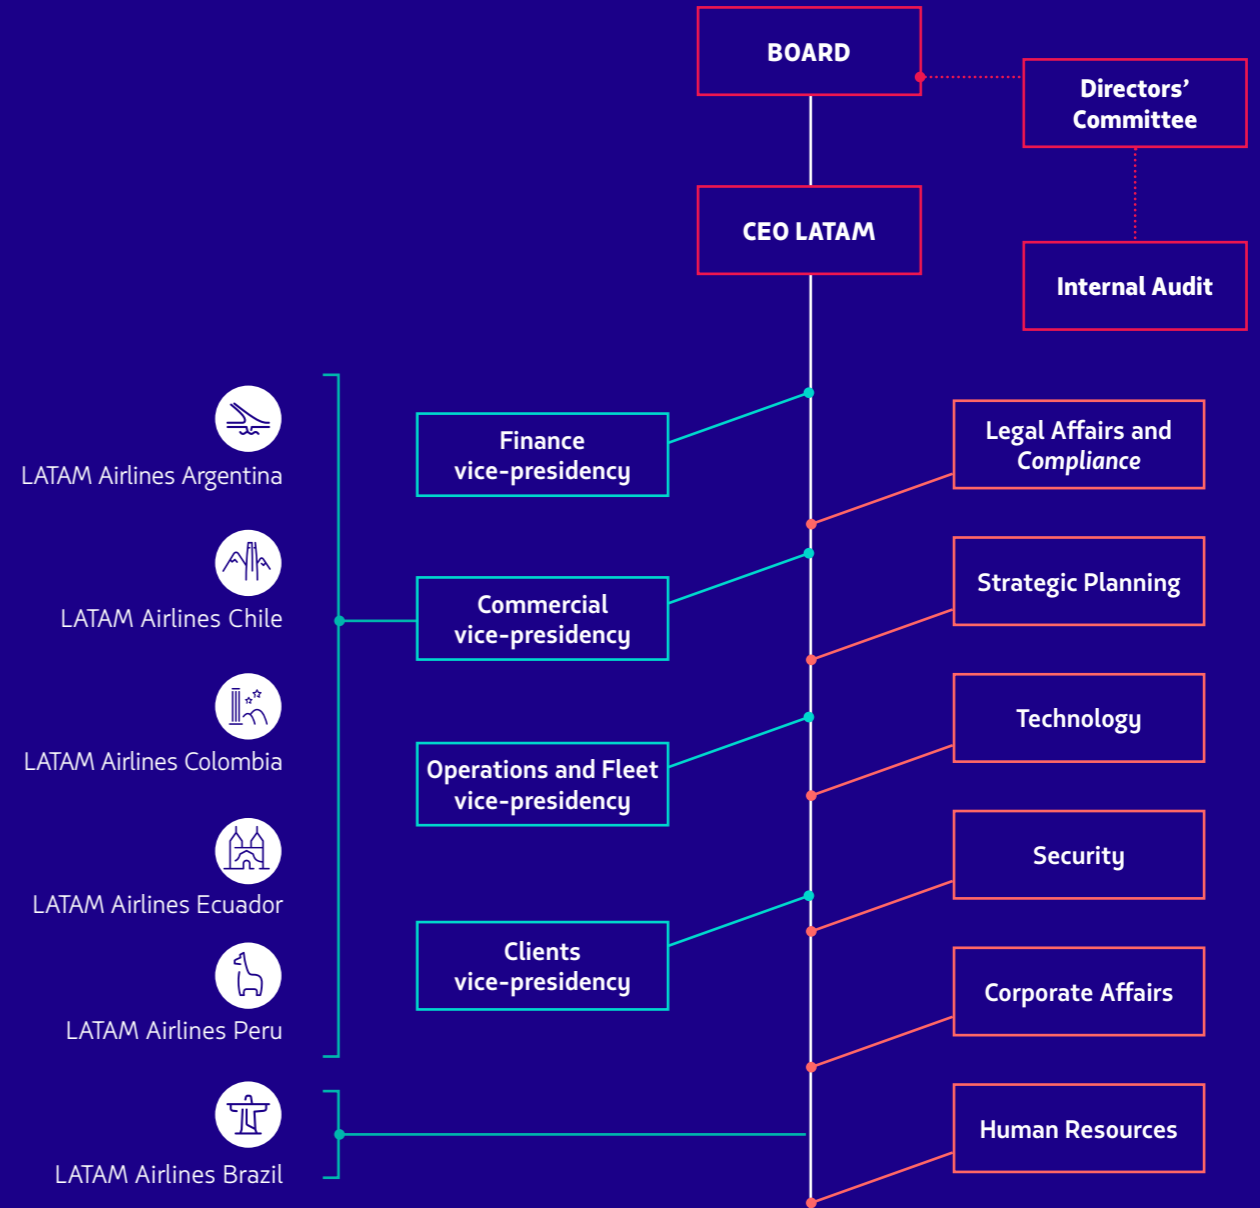 BOARD
Directors’
Committee
CEO LATAM
Internal Audit
LATAM Airlines Argentina
LATAM Airlines Chile
LATAM Airlines Colombia
LATAM Airlines Ecuador
LATAM Airlines Peru
LATAM Airlines Brazil
Finance
vice-presidency
Commercial
vice-presidency
Operations and Fleet
vice-presidency
Clients
vice-presidency
Legal Affairs and
Compliance
Strategic Planning
Technology
Security
Corporate Affairs
Human Resources